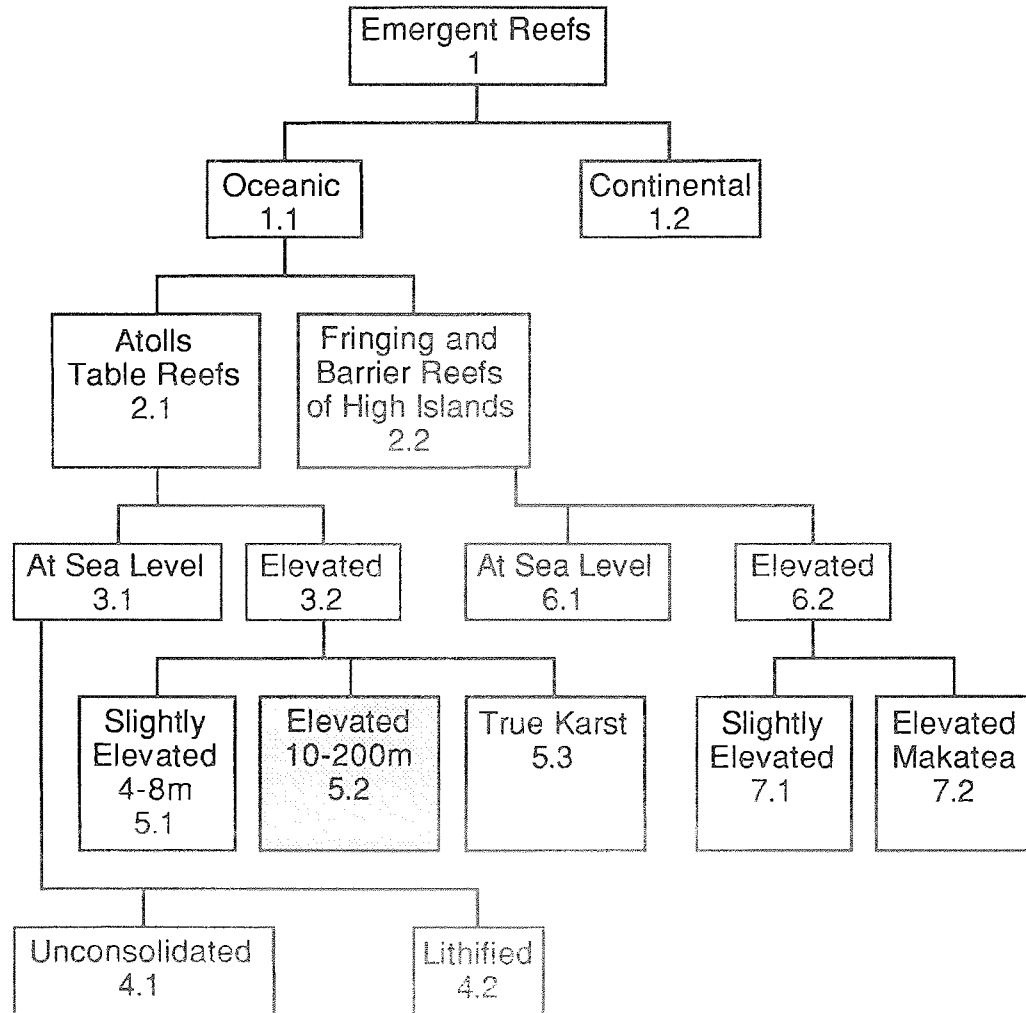 Emergent Reefs
1
Oceanic
1.1
Continental
1.2
Atolls
Table Reefs
2.1
Fringing and
Barrier Reefs
of High Islands
2.2
At Sea Level
3.1
Elevated
3.2
At Sea Level
6.1
Elevated
6.2
Slightly
Elevated
4-8m
5.1
Elevated
10-200m
5.2
True Karst
5.3
Slightly
Elevated
7.1
Elevated
Makatea
7.2
Unconsolidated
4.1
Lithified
4.2